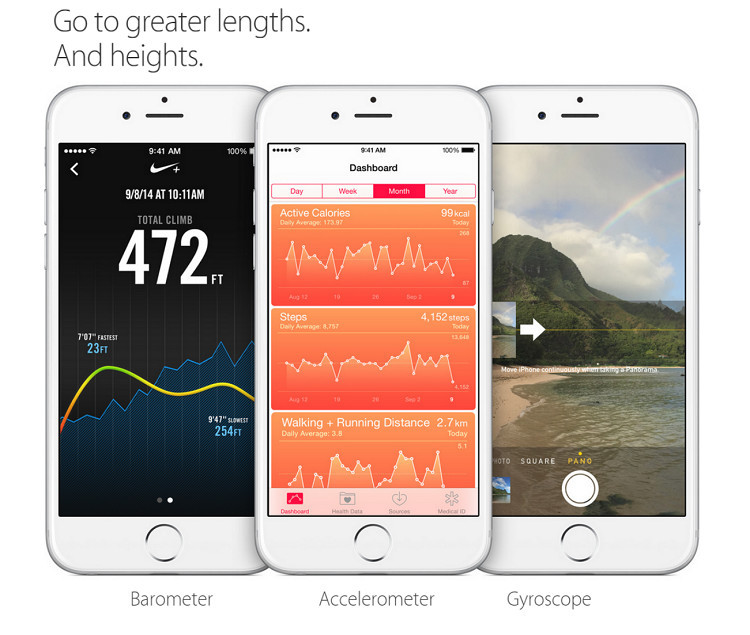 Go to greater lengths.
And heights.
9:41 AM
100%
9/8/14 AT 10:11AM
TOTAL CLIMB
472 FT
7'07" FASTEST
23FT
9'47" SLOWEST
254FT
9:41 AM
100%
Dashboard
Day Week Month Year
Active Calories 99 kcal
Daily Average: 173.97 Today
268
67
Aug 12 19 26 Sep 2 9
Steps 4,152 steps
Daily Average: 8,757 Today
13,646
4,152
Aug 12 19 26 Sep 2 9
Walking + Running Distance 2.7 km
Daily Average: 3.8 Today
5.1
Dashboard Health Data Sources Medical ID
Move iPhone continuously when taking a Panorama
HOTO SQUARE PANO
Barometer Accelerometer Gyroscope